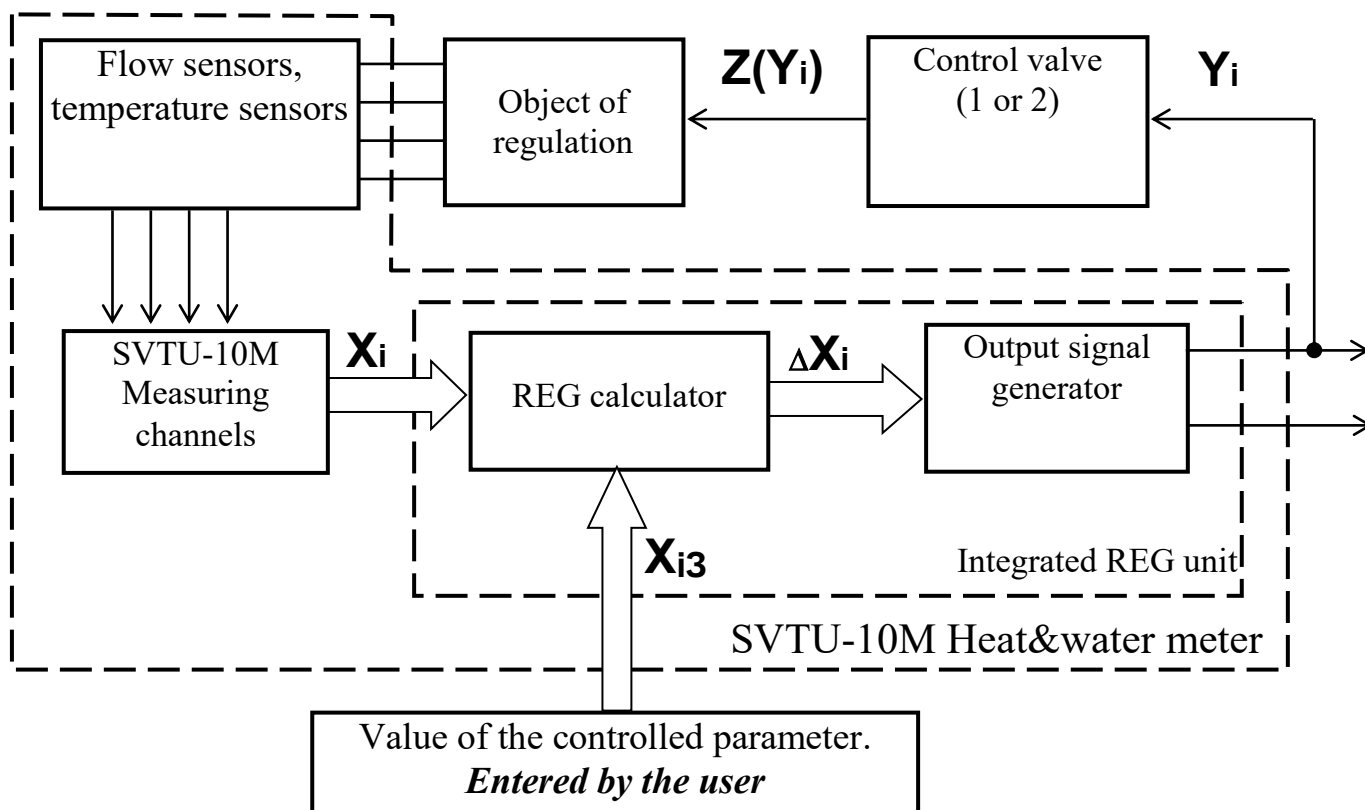 Flow sensors,
temperature sensors
Object of
regulation
Z(Yi)
Control valve
(1 or 2)
Yi
SVTU-10M
Measuring
channels
Xi
REG calculator
ΔXi
Output signal
generator
Xi3
Integrated REG unit
SVTU-10M Heat&water meter
Value of the controlled parameter.
Entered by the user